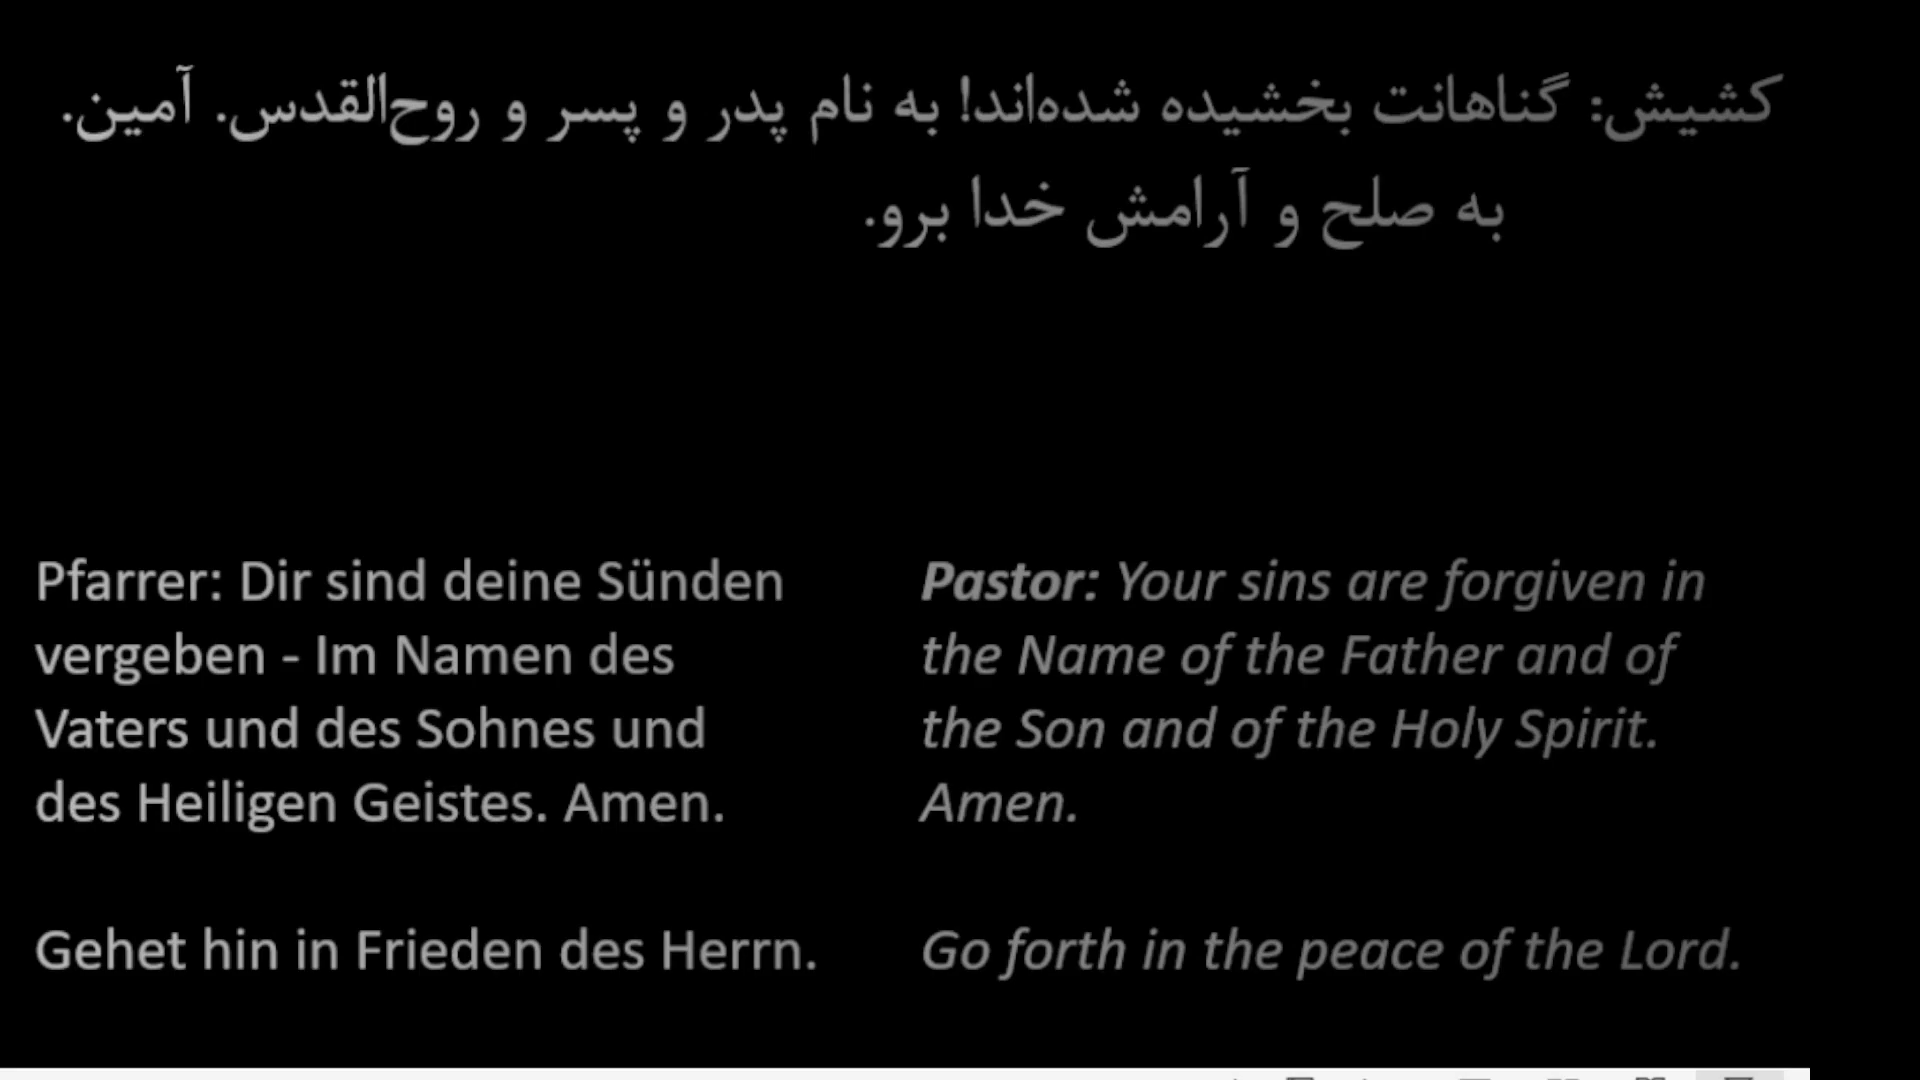 کشیش: گناهانت بخشیده شده‌اند! به نام پدر و پسر و روح‌القدس. آمین.
به صلح و آرامش خدا برو.
Pfarrer: Dir sind deine Sünden
vergeben - Im Namen des
Vaters und des Sohnes und
des Heiligen Geistes. Amen.
Gehet hin in Frieden des Herrn.
Pastor: Your sins are forgiven in
the Name of the Father and of
the Son and of the Holy Spirit.
Amen.
Go forth in the peace of the Lord.